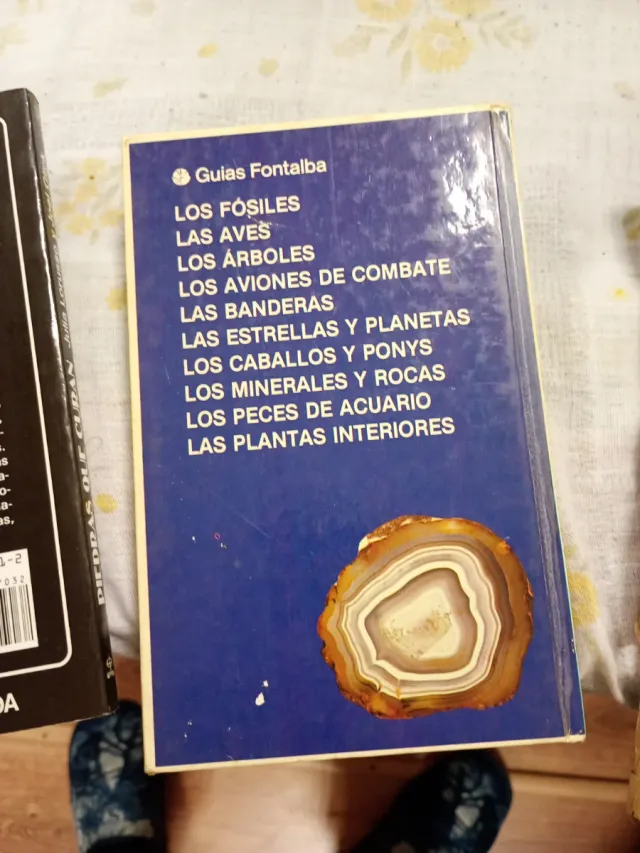 Guias Fontalba
LOS FÓSILES
LAS AVES
LOS ÁRBOLES
LOS AVIONES DE COMBATE
LAS BANDERAS
LAS ESTRELLAS Y PLANETAS
LOS CABALLOS Y PONYS
LOS MINERALES Y ROCAS
LOS PECES DE ACUARIO
LAS PLANTAS INTERIORES
PIEDRAS QUE CURAN